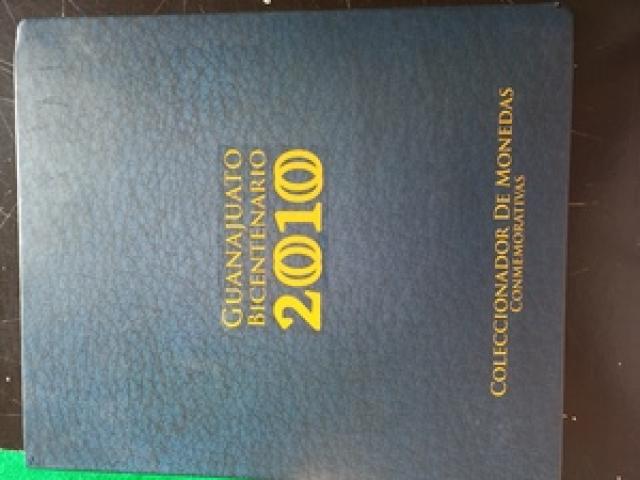 GUANAJUATO
BICENTENARIO
2010
COLECCIONADOR DE MONEDAS
CONMEMORATIVAS